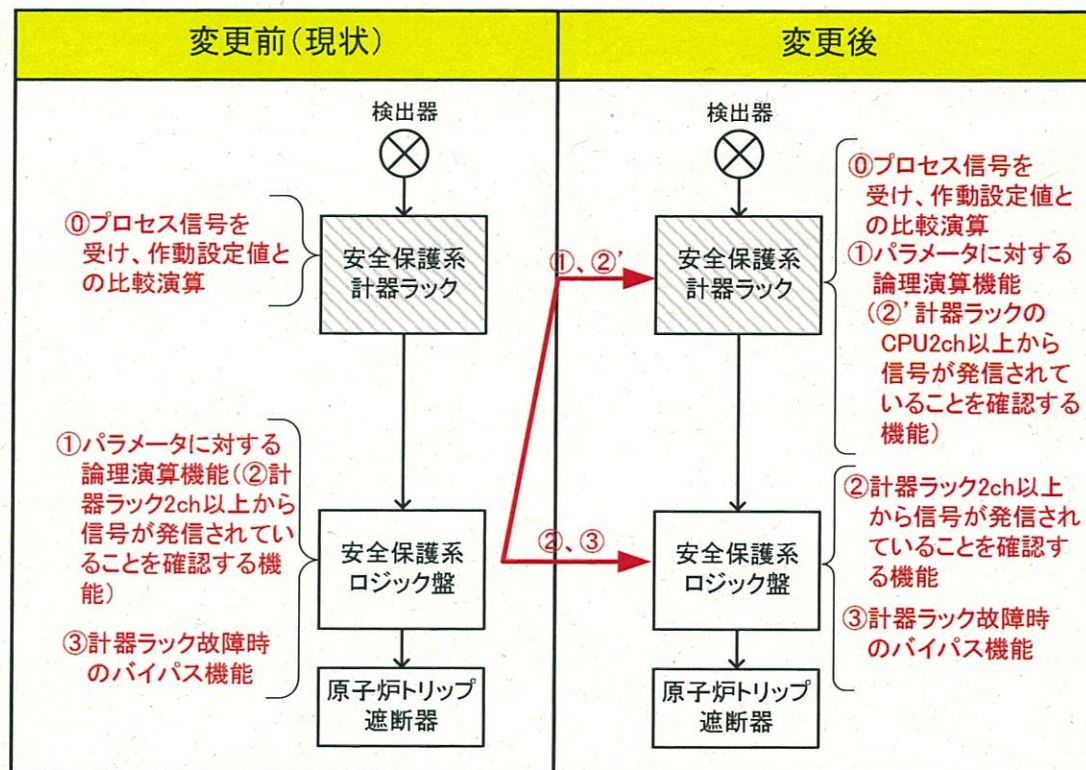 変更前(現状)
検出器
⓪プロセス信号を
受け、作動設定値と
の比較演算
安全保護系
計器ラック
①パラメータに対する
論理演算機能(②計
器ラック2ch以上から
信号が発信されてい
ることを確認する機
能)
③計器ラック故障時
のバイパス機能
安全保護系
ロジック盤
原子炉トリップ
遮断器
①、②'
②、③
変更後
検出器
安全保護系
計器ラック
⓪プロセス信号を
受け、作動設定値と
の比較演算
①パラメータに対する
論理演算機能
(②'計器ラックの
CPU2ch以上から
信号が発信されて
いることを確認する
機能)
安全保護系
ロジック盤
②計器ラック2ch以上
から信号が発信され
ていることを確認す
る機能
③計器ラック故障時
のバイパス機能
原子炉トリップ
遮断器